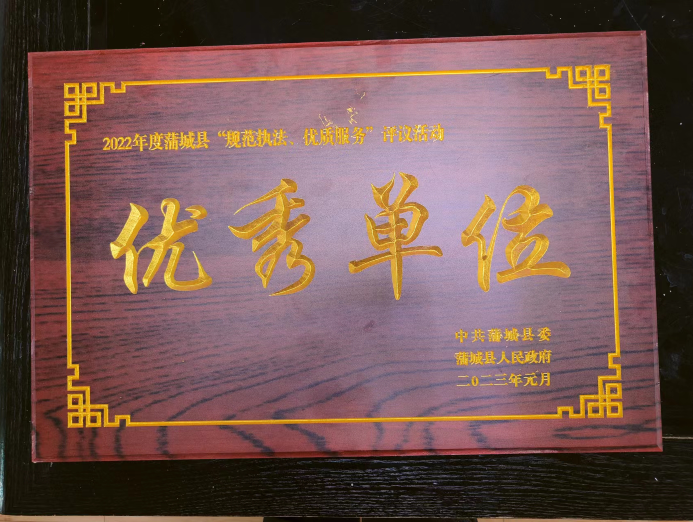 2022年度蒲城县“规范执法、优质服务”评议活动
优秀单位
中共蒲城县委
蒲城县人民政府
二〇二三年元月